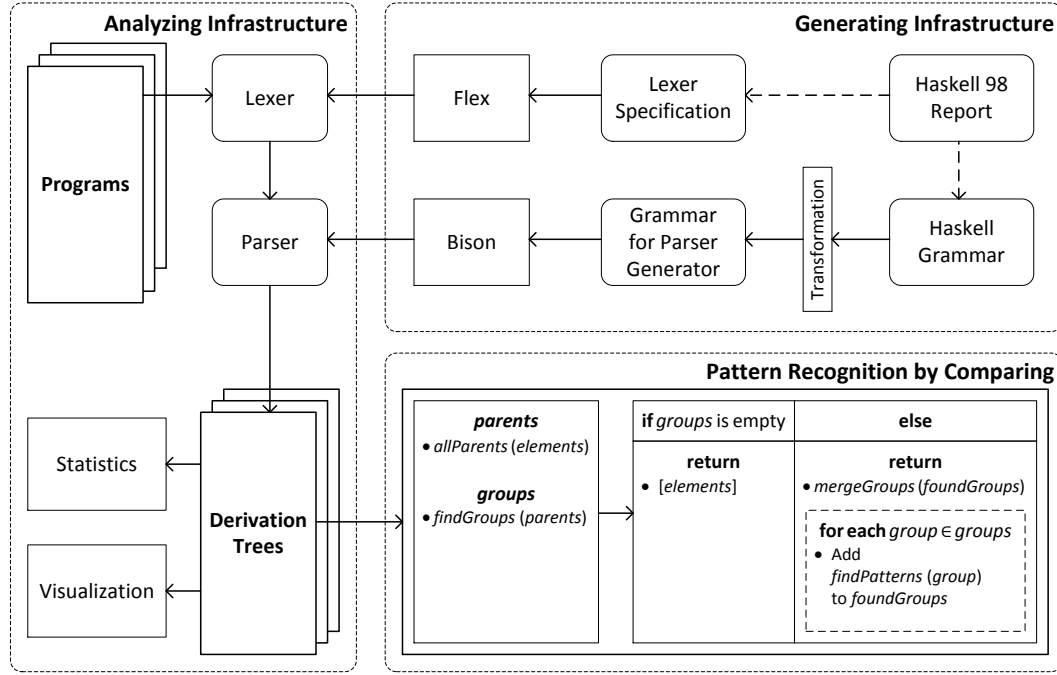 Analyzing Infrastructure
Programs
Lexer
Parser
Statistics
Visualization
Derivation
Trees
Generating Infrastructure
Flex
Lexer
Specification
Haskell 98
Report
Bison
Grammar
for Parser
Generator
Transformation
Haskell
Grammar
Pattern Recognition by Comparing
parents
• allParents (elements)
groups
• findGroups (parents)
if groups is empty
return
• [elements]
else
return
• mergeGroups (foundGroups)
for each group ∈ groups
• Add
findPatterns (group)
to foundGroups